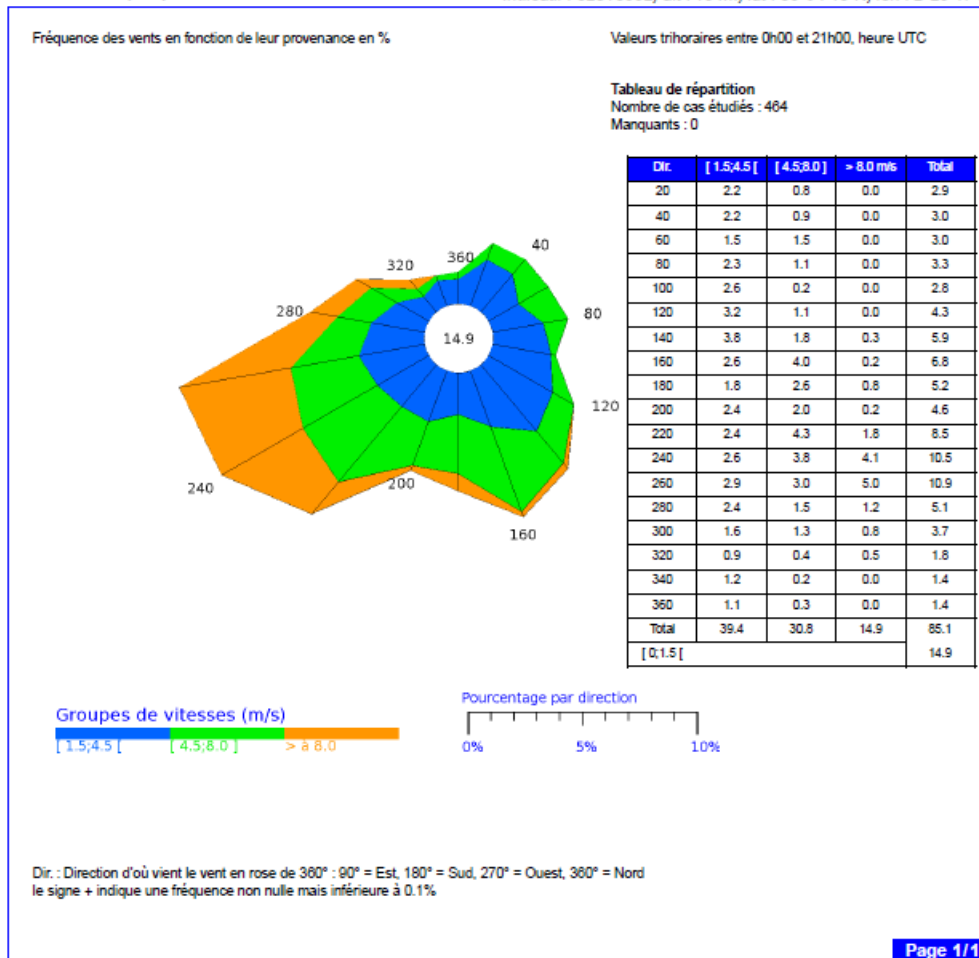 Fréquence des vents en fonction de leur provenance en %
Valeurs trihoraires entre 0h00 et 21h00, heure UTC
Tableau de répartition
Nombre de cas étudiés : 464
Manquants : 0
Dir. [ 1.5;4.5 [ [ 4.5;8.0 ] > 8.0 m/s Total
20 2.2 0.8 0.0 2.9
40 2.2 0.9 0.0 3.0
60 1.5 1.5 0.0 3.0
80 2.3 1.1 0.0 3.3
100 2.6 0.2 0.0 2.8
120 3.2 1.1 0.0 4.3
140 3.8 1.8 0.3 5.9
160 2.6 4.0 0.2 6.8
180 1.8 2.6 0.8 5.2
200 2.4 2.0 0.2 4.6
220 2.4 4.3 1.8 8.5
240 2.6 3.8 4.1 10.5
260 2.9 3.0 5.0 10.9
280 2.4 1.5 1.2 5.1
300 1.6 1.3 0.8 3.7
320 0.9 0.4 0.5 1.8
340 1.2 0.2 0.0 1.4
360 1.1 0.3 0.0 1.4
Total 39.4 30.8 14.9 85.1
[ 0;1.5 [ 14.9
40
360
320
280
80
14.9
120
240
200
160
Groupes de vitesses (m/s)
[ 1.5;4.5 [ [ 4.5;8.0 ] > à 8.0
Pourcentage par direction
0% 5% 10%
Dir. : Direction d'où vient le vent en rose de 360° : 90° = Est, 180° = Sud, 270° = Ouest, 360° = Nord
le signe + indique une fréquence non nulle mais inférieure à 0.1%
Page 1/1